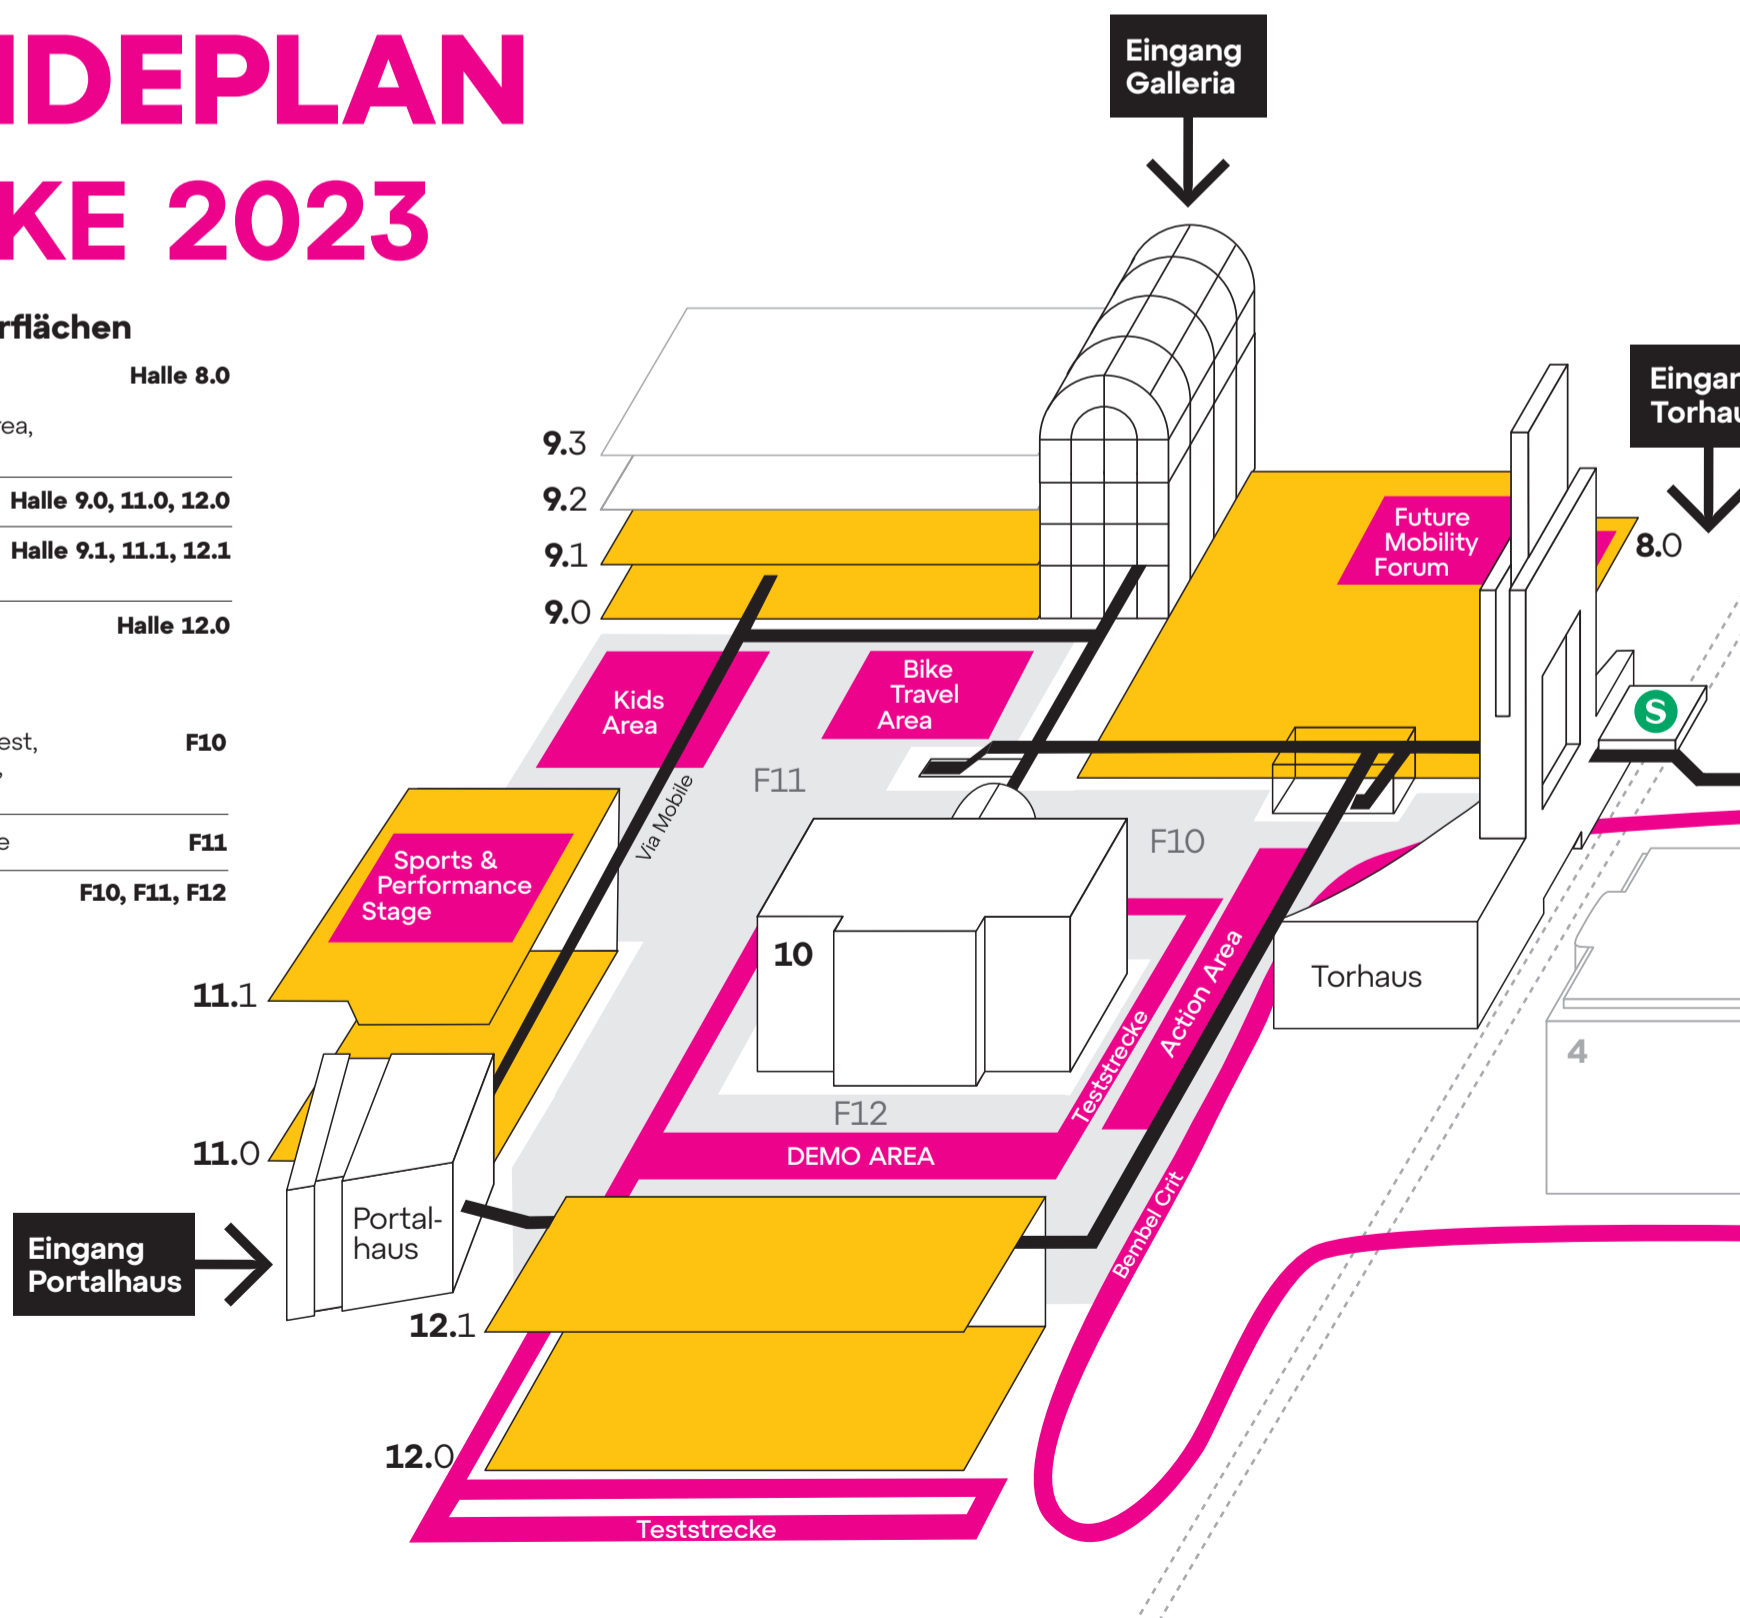 IDEPLAN
KE 2023
rflächen
Halle 8.0
rea,
Halle 9.0, 11.0, 12.0
Halle 9.1, 11.1, 12.1
Halle 12.0
est,
F10
,
e
F11
F10, F11, F12
Eingang
Galleria
Eingan
Torhau
9.3
9.2
9.1
9.0
8.0
Future
Mobility
Forum
Kids
Area
Bike
Travel
Area
S
F11
Via Mobile
F10
Sports &
Performance
Stage
10
Action Area
Torhaus
11.1
Teststrecke
4
F12
11.0
DEMO AREA
Portal-
haus
Bembel Crit
Eingang
Portalhaus
12.1
12.0
Teststrecke